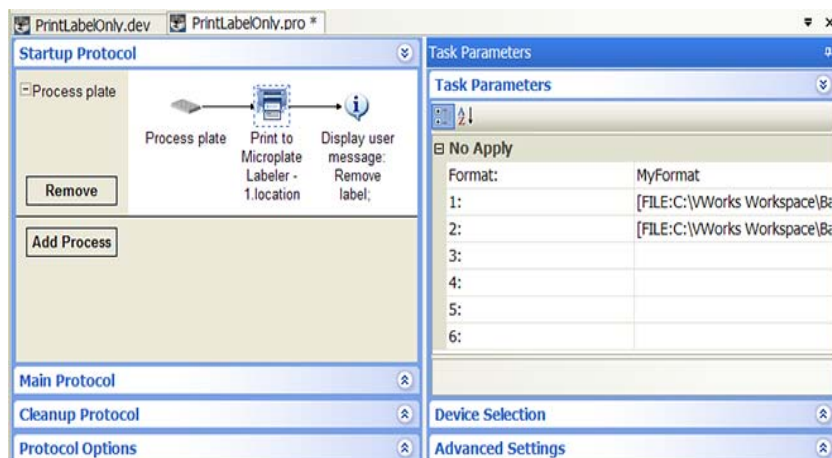 PrintLabelOnly.dev PrintLabelOnly.pro *
Startup Protocol
Process plate
Process plate
Print to
Microplate
Labeler -
1.location
Display user
message:
Remove
label;
Remove
Add Process
Main Protocol
Cleanup Protocol
Protocol Options
Task Parameters
Task Parameters
No Apply
Format: MyFormat
1: [FILE:C:\VWorks Workspace\Ba
2: [FILE:C:\VWorks Workspace\Ba
3:
4:
5:
6:
Device Selection
Advanced Settings